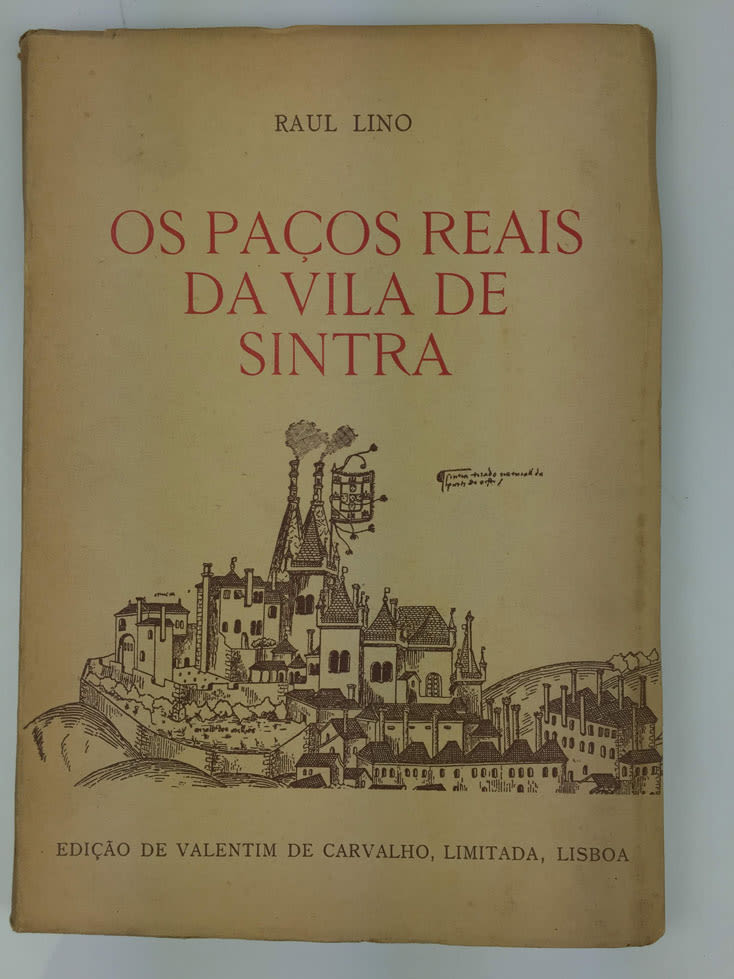 RAUL LINO
OS PAÇOS REAIS
DA VILA DE
SINTRA
EDIÇÃO DE VALENTIM DE CARVALHO, LIMITADA, LISBOA